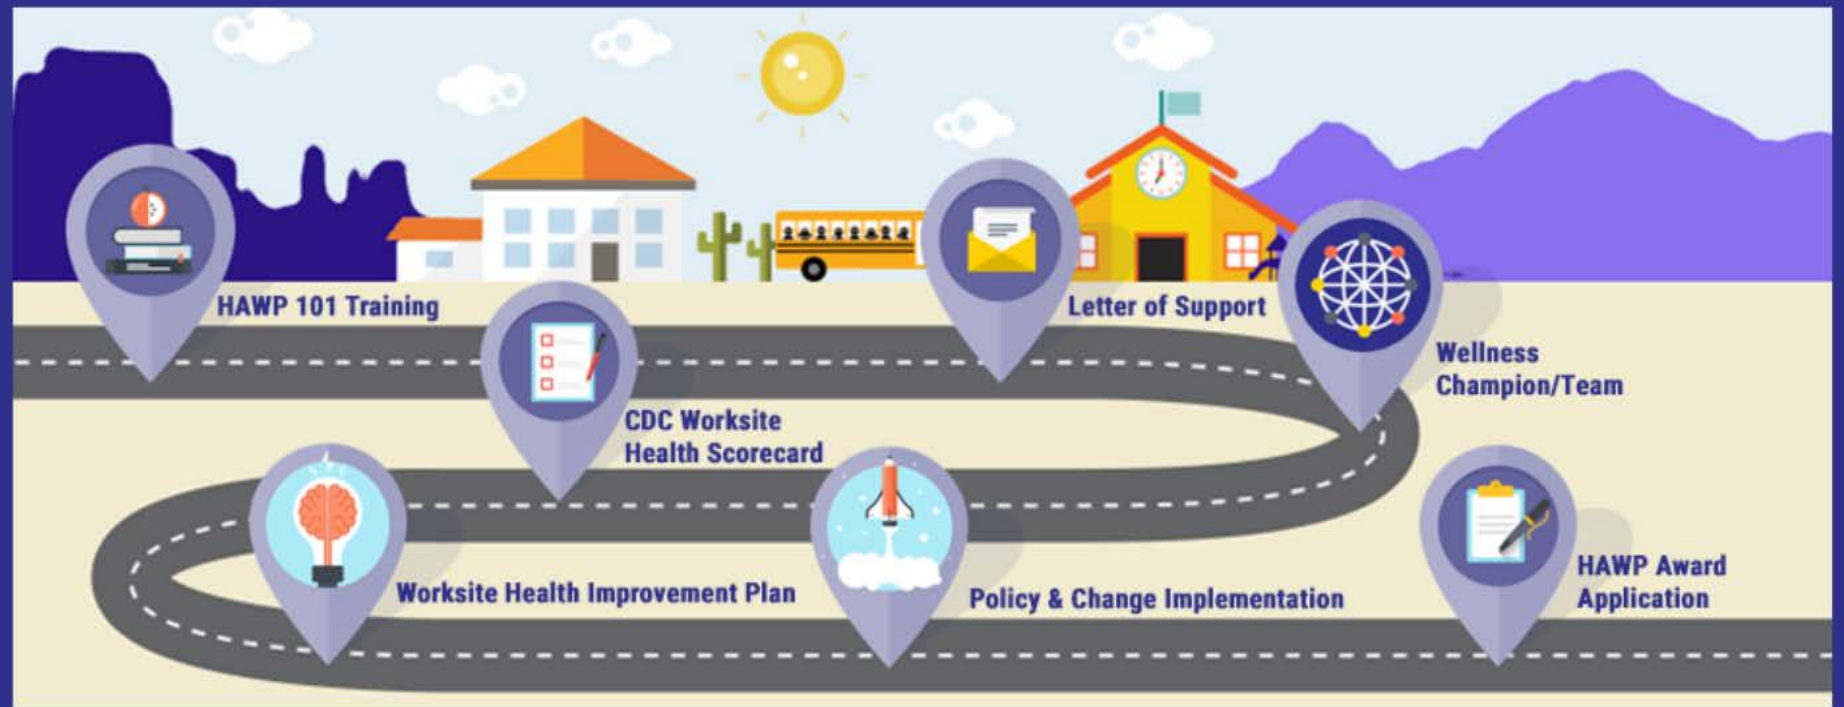 HAWP 101 Training
Letter of Support
Wellness
Champion/Team
CDC Worksite
Health Scorecard
Worksite Health Improvement Plan
Policy & Change Implementation
HAWP Award
Application